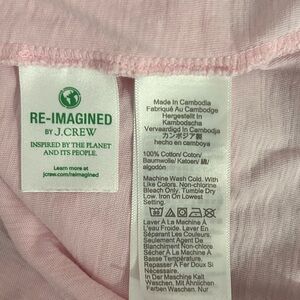 RE-IMAGINED
BY J.CREW
INSPIRED BY THE PLANET
AND ITS PEOPLE.
Learn more at
jcrew.com/reimagined
Made In Cambodia
Fabriqué Au Cambodge
Hergestellt In
Kambodscha
Vervaardigd In Cambodja
カンボジア製
hecho en camboya
100% Cotton/ Coton/
Baumwolle/ Katoen/ 綿/
algodón
Machine Wash Cold. With
Like Colors. Non-chlorine
Bleach Only. Tumble Dry
Low. Iron On Lowest
Setting.
Laver À La Machine À
L'eau Froide. Laver En
Séparant Les Couleurs.
Seulement Agent De
Blanchiment Non-chlore.
Sécher À La Machine À
Basse Température.
Repasser À Fer Doux Si
Nécessaire.
In Der Maschine Kalt
Waschen. Mit Ähnlichen
Farben Waschen. Nur